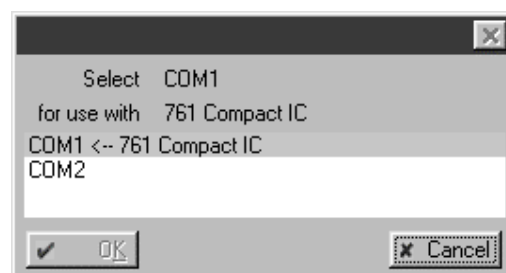 Select COM1
for use with 761 Compact IC
COM1 <-- 761 Compact IC
COM2
OK Cancel